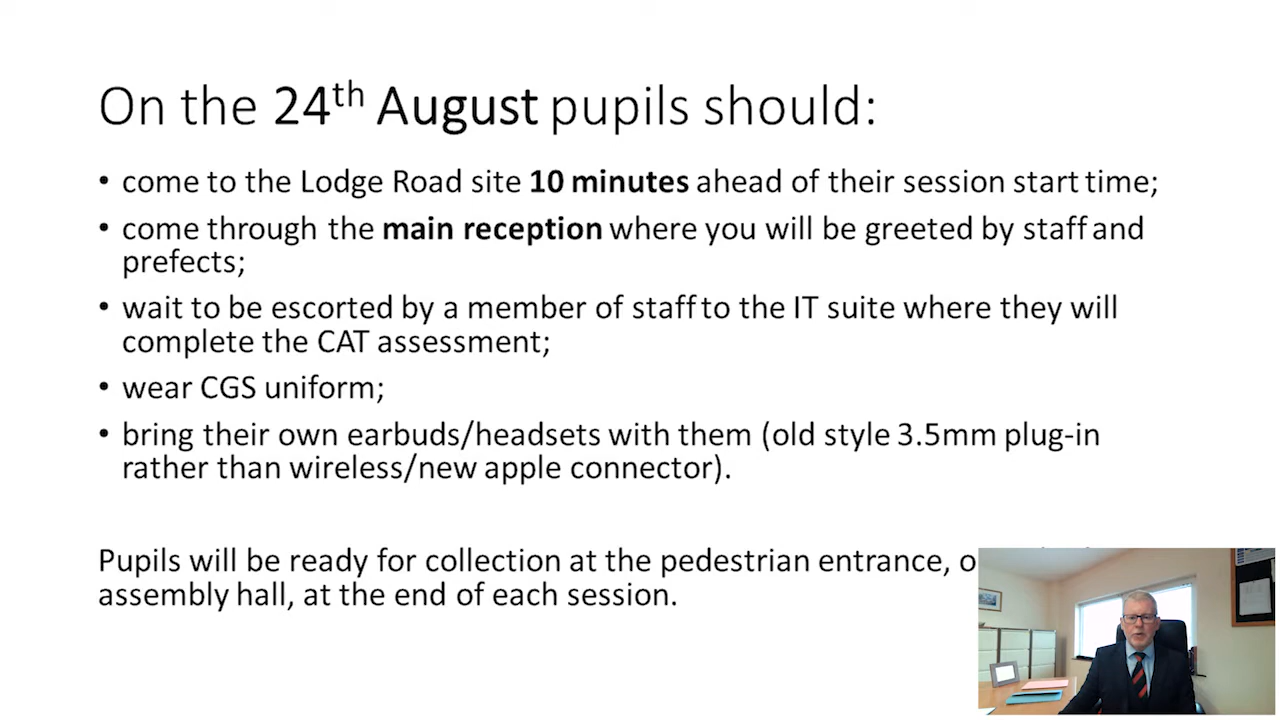 On the 24th August pupils should:
• come to the Lodge Road site 10 minutes ahead of their session start time;
• come through the main reception where you will be greeted by staff and
prefects;
• wait to be escorted by a member of staff to the IT suite where they will
complete the CAT assessment;
• wear CGS uniform;
• bring their own earbuds/headsets with them (old style 3.5mm plug-in
rather than wireless/new apple connector).
Pupils will be ready for collection at the pedestrian entrance,
assembly hall, at the end of each session.